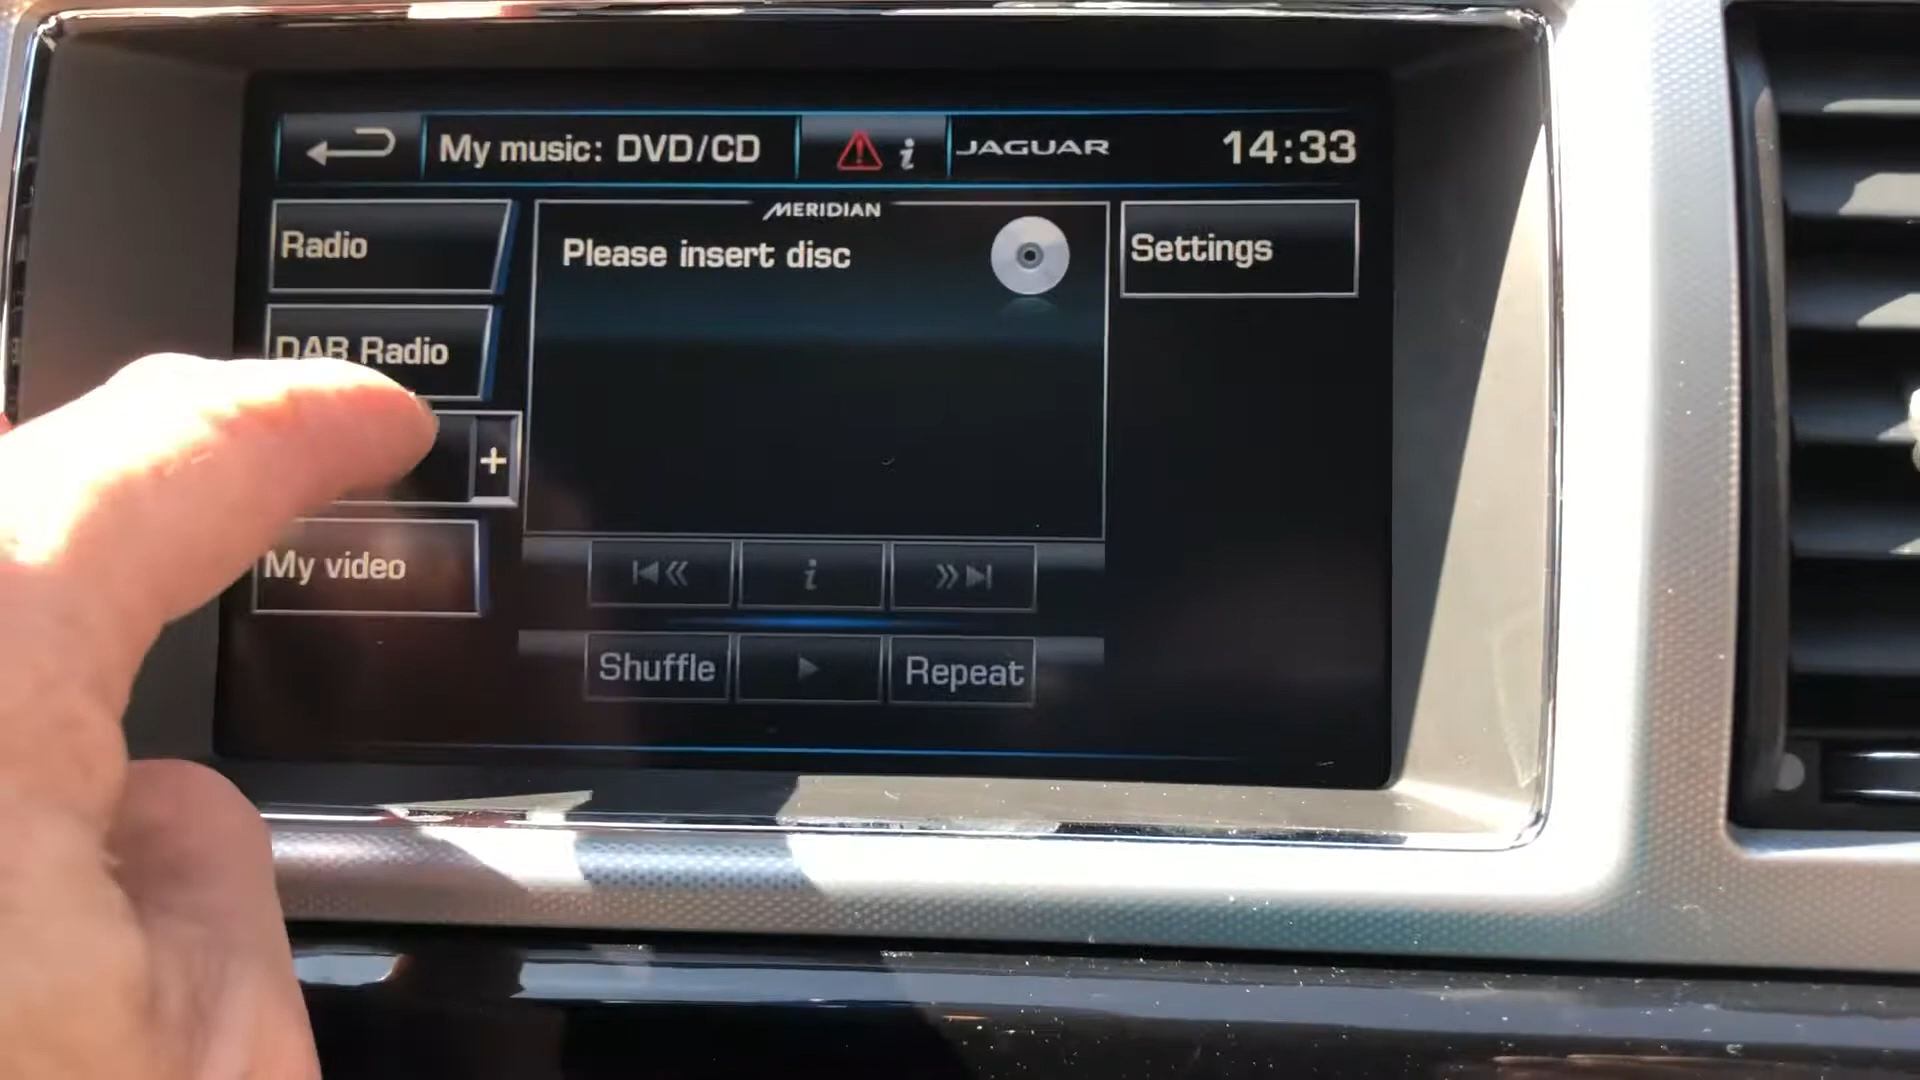 My music: DVD/CD
i
JAGUAR
14:33
MERIDIAN
Radio
Please insert disc
Settings
DAB Radio
+
My video
i
Shuffle
Repeat